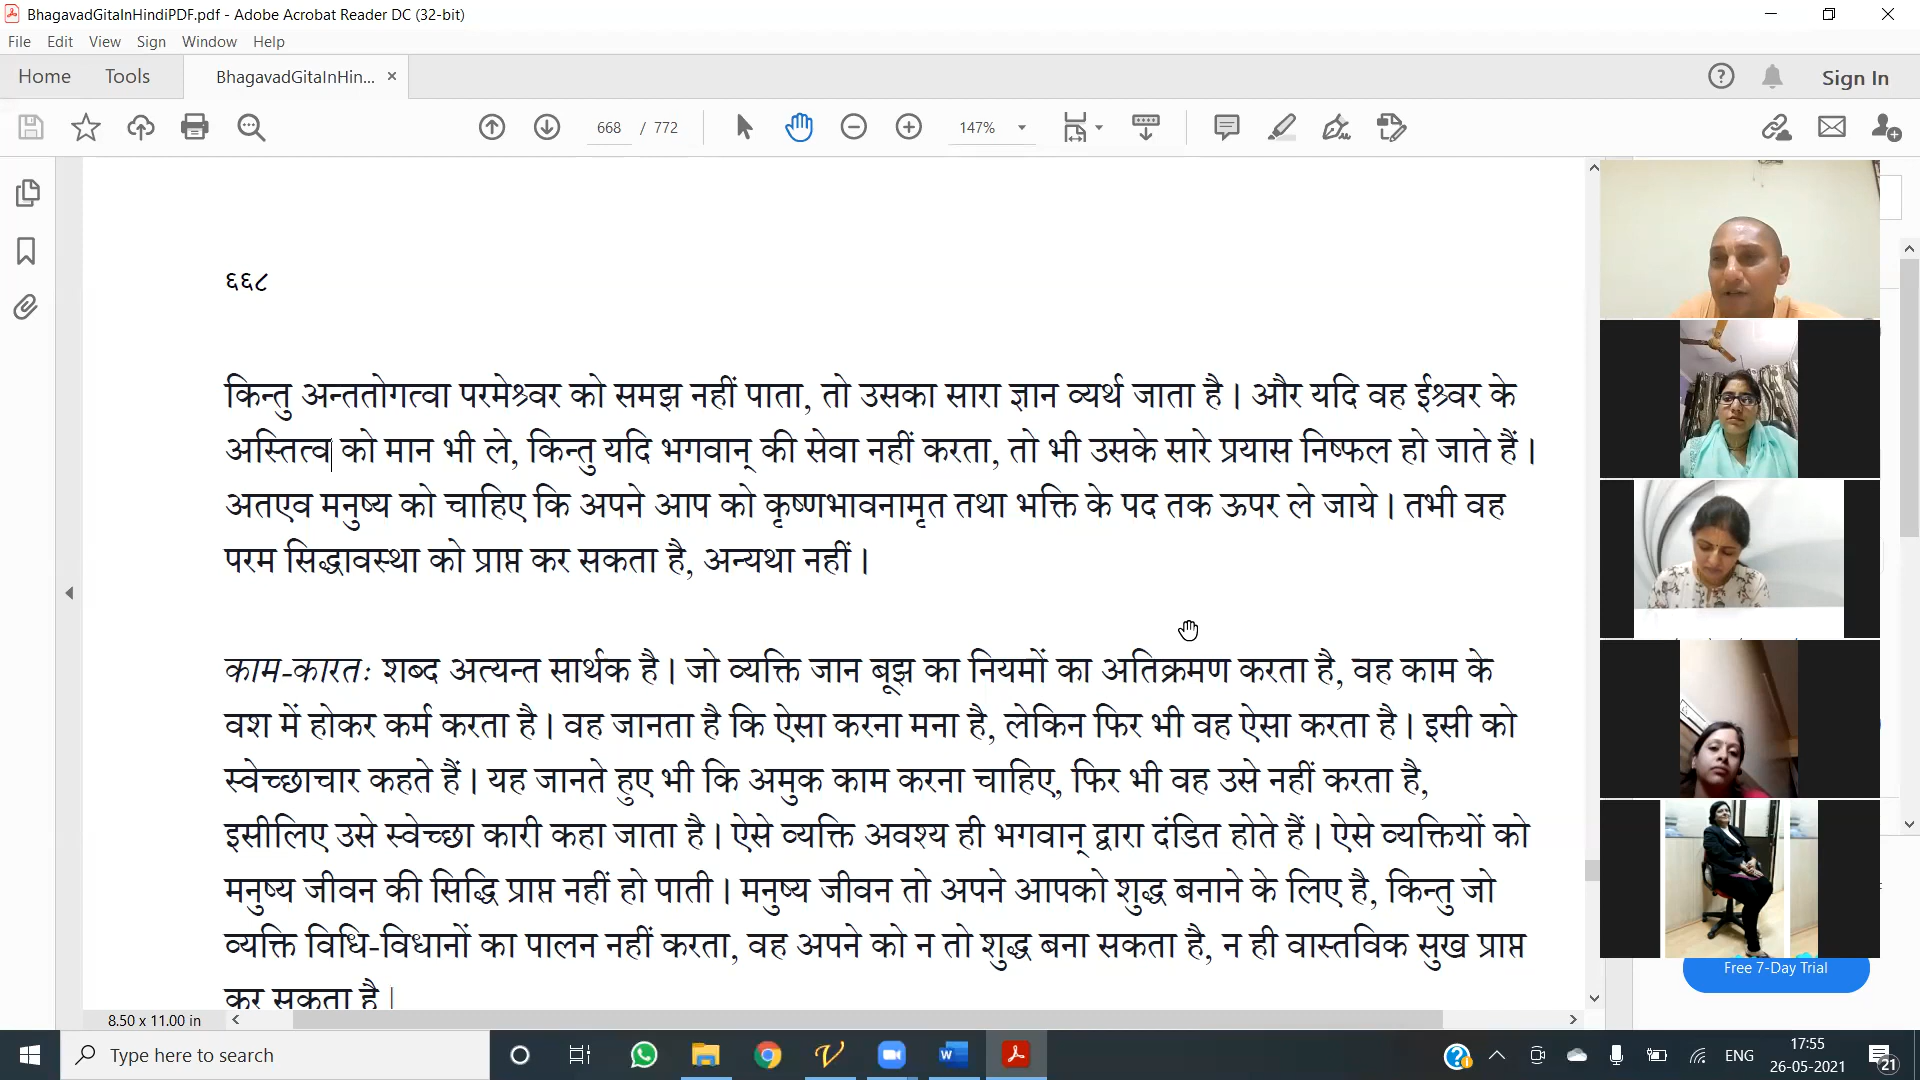 BhagavadGitaInHindiPDF.pdf - Adobe Acrobat Reader DC (32-bit)
File Edit View Sign Window Help
Home Tools BhagavadGitaInHin... × Sign In
668 / 772 147%
६६८
किन्तु अन्ततोगत्वा परमेश्र्वर को समझ नहीं पाता, तो उसका सारा ज्ञान व्यर्थ जाता है | और यदि वह ईश्र्वर के
अस्तित्व को मान भी ले, किन्तु यदि भगवान् की सेवा नहीं करता, तो भी उसके सारे प्रयास निष्फल हो जाते हैं |
अतएव मनुष्य को चाहिए कि अपने आप को कृष्णभावनामृत तथा भक्ति के पद तक ऊपर ले जाये | तभी वह
परम सिद्धावस्था को प्राप्त कर सकता है, अन्यथा नहीं |
काम-कारतः शब्द अत्यन्त सार्थक है | जो व्यक्ति जान बूझ का नियमों का अतिक्रमण करता है, वह काम के
वश में होकर कर्म करता है | वह जानता है कि ऐसा करना मना है, लेकिन फिर भी वह ऐसा करता है | इसी को
स्वेच्छाचार कहते हैं | यह जानते हुए भी कि अमुक काम करना चाहिए, फिर भी वह उसे नहीं करता है,
इसीलिए उसे स्वेच्छा कारी कहा जाता है | ऐसे व्यक्ति अवश्य ही भगवान् द्वारा दंडित होते हैं | ऐसे व्यक्तियों को
मनुष्य जीवन की सिद्धि प्राप्त नहीं हो पाती | मनुष्य जीवन तो अपने आपको शुद्ध बनाने के लिए है, किन्तु जो
व्यक्ति विधि-विधानों का पालन नहीं करता, वह अपने को न तो शुद्ध बना सकता है, न ही वास्तविक सुख प्राप्त
कर सकता है |
Free 7-Day Trial
8.50 x 11.00 in
Type here to search
ENG
17:55
26-05-2021
21